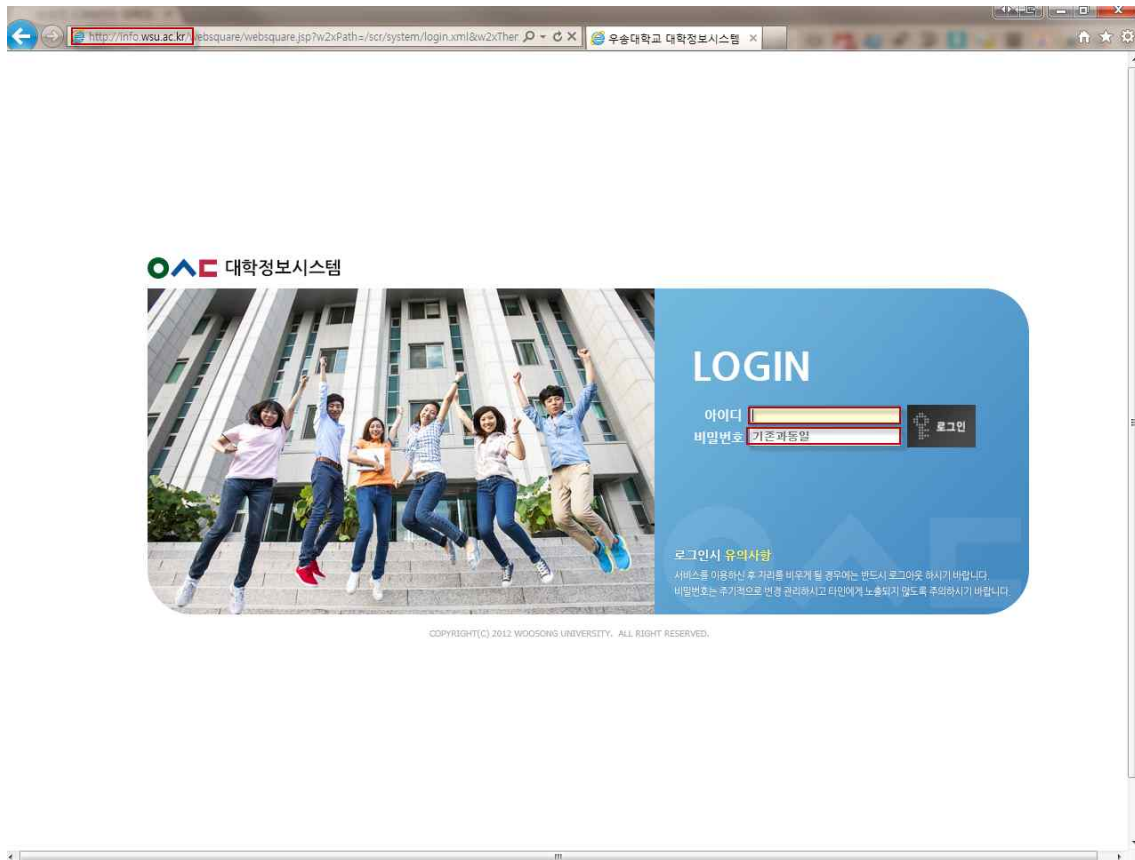 http://info.wsu.ac.kr/websquare/websquare.jsp?w2xPath=/scr/system/login.xml&w2xTher
우송대학교 대학정보시스템
대학정보시스템
LOGIN
아이디
비밀번호 기존과동일
로그인
로그인시 유의사항
서비스를 이용하신 후 자리를 비우게 될 경우에는 반드시 로그아웃 하시기 바랍니다.
비밀번호는 주기적으로 변경 관리하시고 타인에게 노출되지 않도록 주의하시기 바랍니다.
COPYRIGHT(C) 2012 WOOSONG UNIVERSITY. ALL RIGHT RESERVED.